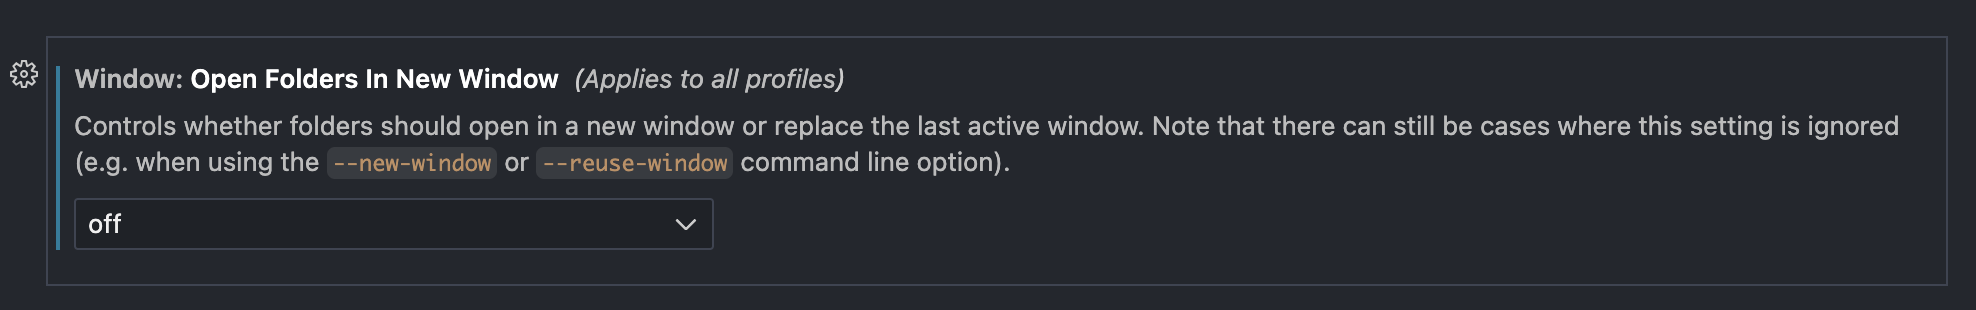 Window: Open Folders In New Window (Applies to all profiles)
Controls whether folders should open in a new window or replace the last active window. Note that there can still be cases where this setting is ignored
(e.g. when using the --new-window or --reuse-window command line option).
off